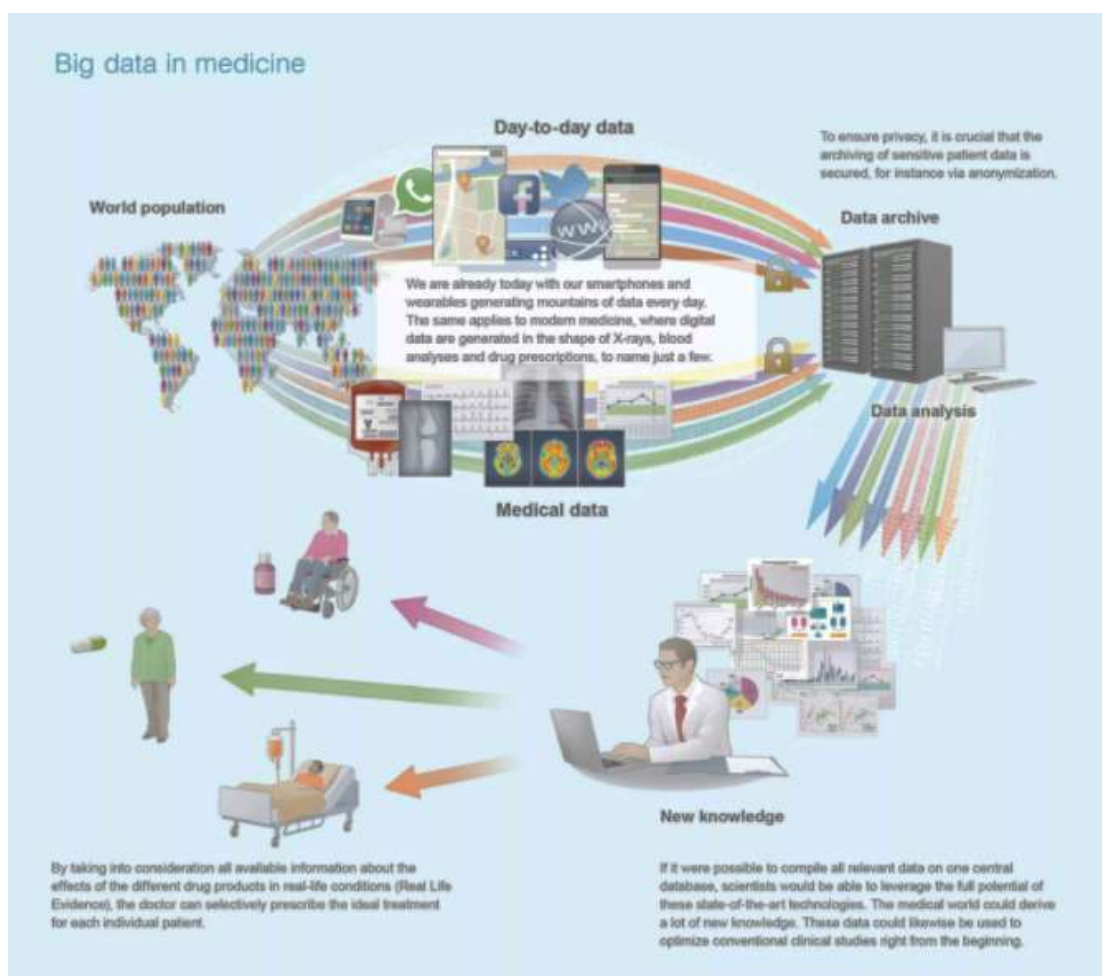 Big data in medicine
Day-to-day data
To ensure privacy, it is crucial that the
archiving of sensitive patient data is
secured, for instance via anonymization.
World population
Data archive
WWW
We are already today with our smartphones and
wearables generating mountains of data every day.
The same applies to modern medicine, where digital
data are generated in the shape of X-rays, blood
analyses and drug prescriptions, to name just a few.
Data analysis
Medical data
New knowledge
By taking into consideration all available information about the
effects of the different drug products in real-life conditions (Real Life
Evidence), the doctor can selectively prescribe the ideal treatment
for each individual patient.
If it were possible to compile all relevant data on one central
database, scientists would be able to leverage the full potential of
these state-of-the-art technologies. The medical world could derive
a lot of new knowledge. These data could likewise be used to
optimize conventional clinical studies right from the beginning.